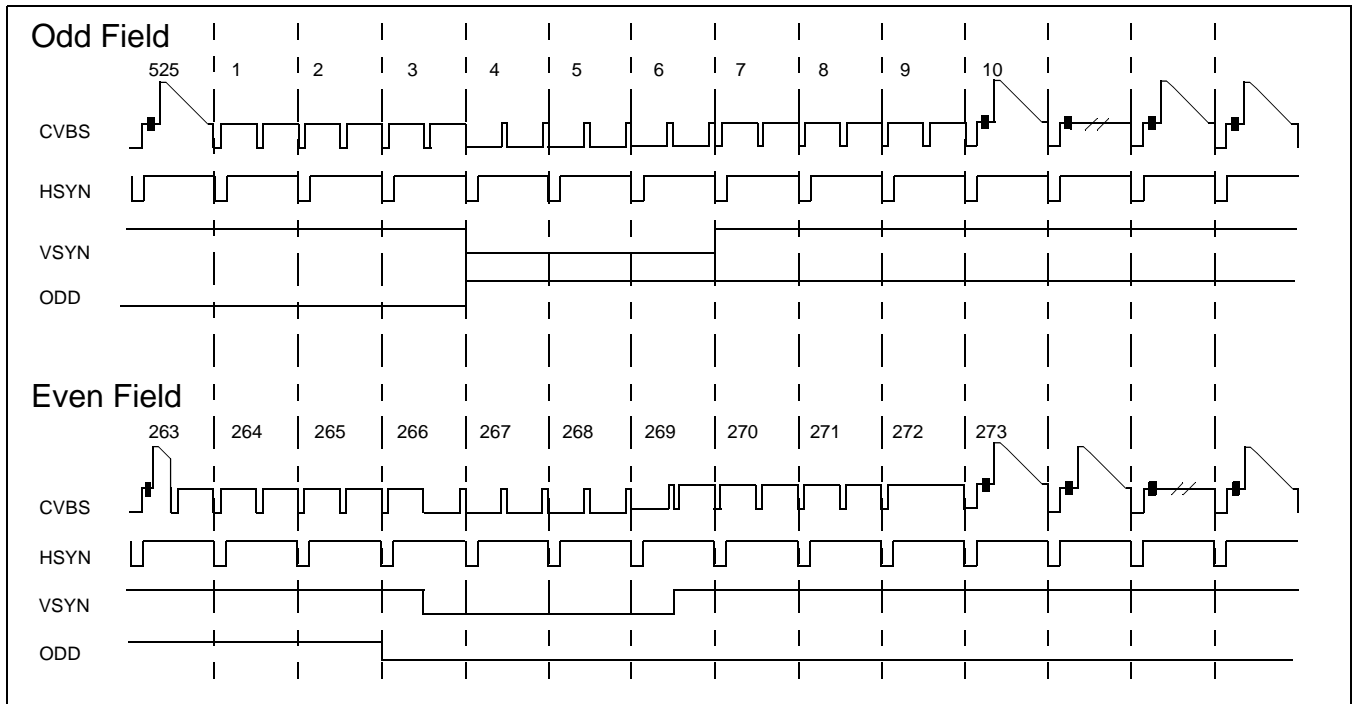 Odd Field
525 1 2 3 4 5 6 7 8 9 10
CVBS
HSYN
VSYN
ODD
Even Field
263 264 265 266 267 268 269 270 271 272 273
CVBS
HSYN
VSYN
ODD